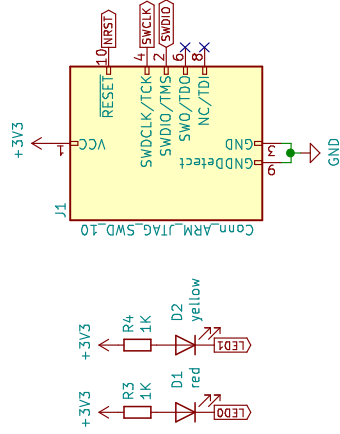 NRST
SWCLK
SWDIO
10
4
2
6
8
RESET
SWDCLK/TCK
SWDIO/TMS
SWO/TDO
NC/TDI
+3V3
1
VCC
GND
3
GNDDetect
9
GND
J1
Conn_ARM_JTAG_SWD_10
+3V3
R4
1K
D2
yellow
LED1
+3V3
R3
1K
D1
red
LED0